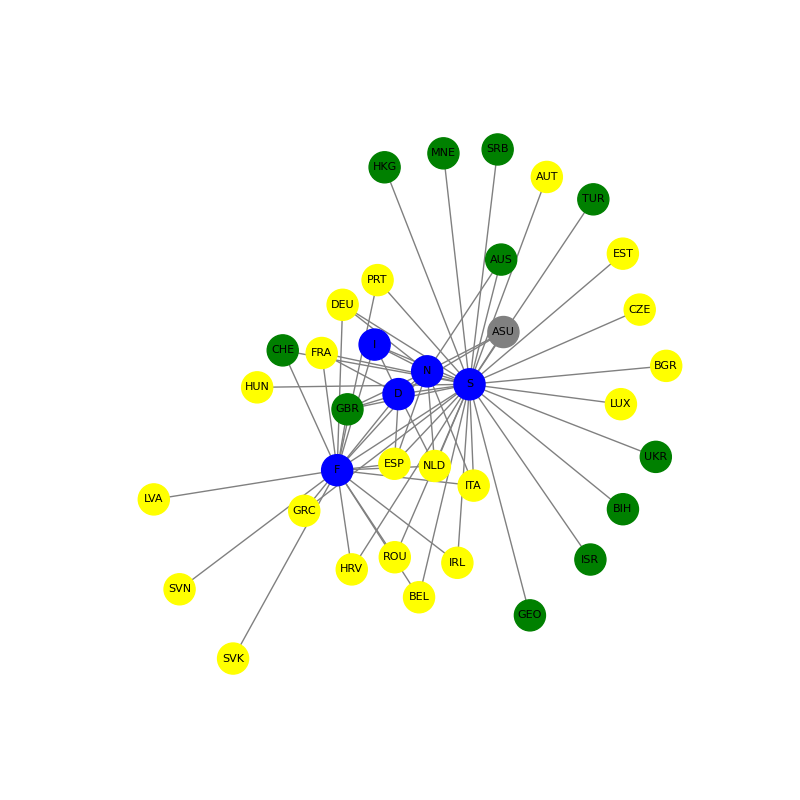 SRB
MNE
HKG
AUT
TUR
EST
AUS
PRT
DEU
CZE
ASU
I
CHE
FRA
BGR
N
S
HUN
D
LUX
GBR
UKR
ESP
NLD
F
ITA
LVA
BIH
GRC
ROU
ISR
IRL
HRV
SVN
BEL
GEO
SVK